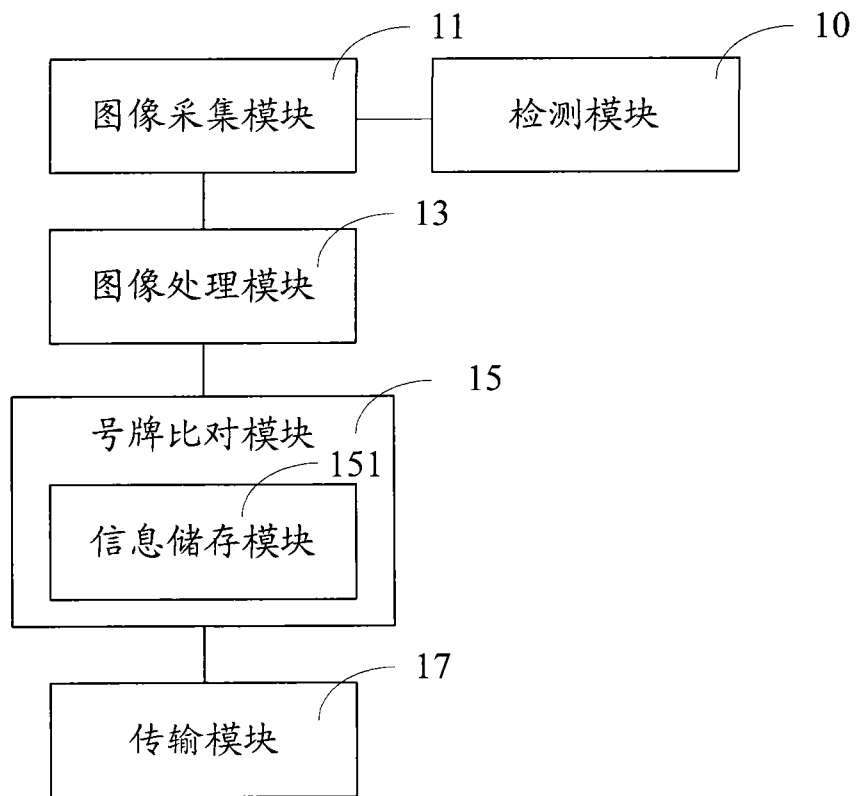 11
10
图像采集模块
检测模块
13
图像处理模块
15
号牌比对模块
151
信息储存模块
17
传输模块